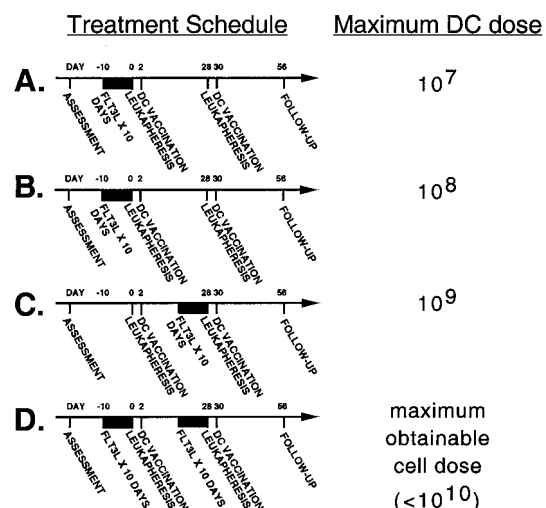 Treatment Schedule Maximum DC dose
A. DAY -10 0 2 28 30 56 10^7
ASSESSMENT
FLT3L X 10
DAYS
LEUKAPHERESIS
DC VACCINATION
LEUKAPHERESIS
DC VACCINATION
FOLLOW-UP
B. DAY -10 0 2 28 30 56 10^8
ASSESSMENT
FLT3L X 10
DAYS
LEUKAPHERESIS
DC VACCINATION
LEUKAPHERESIS
DC VACCINATION
FOLLOW-UP
C. DAY -10 0 2 28 30 56 10^9
ASSESSMENT
LEUKAPHERESIS
DC VACCINATION
FLT3L X 10
DAYS
LEUKAPHERESIS
DC VACCINATION
FOLLOW-UP
D. DAY -10 0 2 28 30 56
ASSESSMENT
FLT3L X 10 DAYS
LEUKAPHERESIS
DC VACCINATION
FLT3L X 10 DAYS
LEUKAPHERESIS
DC VACCINATION
FOLLOW-UP
maximum
obtainable
cell dose
(<10^10)